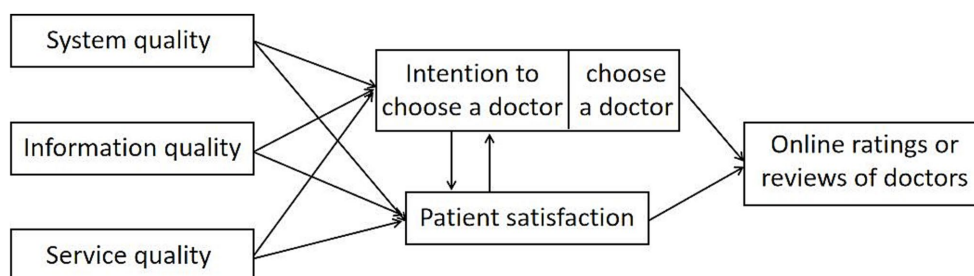 System quality
Information quality
Service quality
Intention to
choose a doctor
choose
a doctor
Patient satisfaction
Online ratings or
reviews of doctors